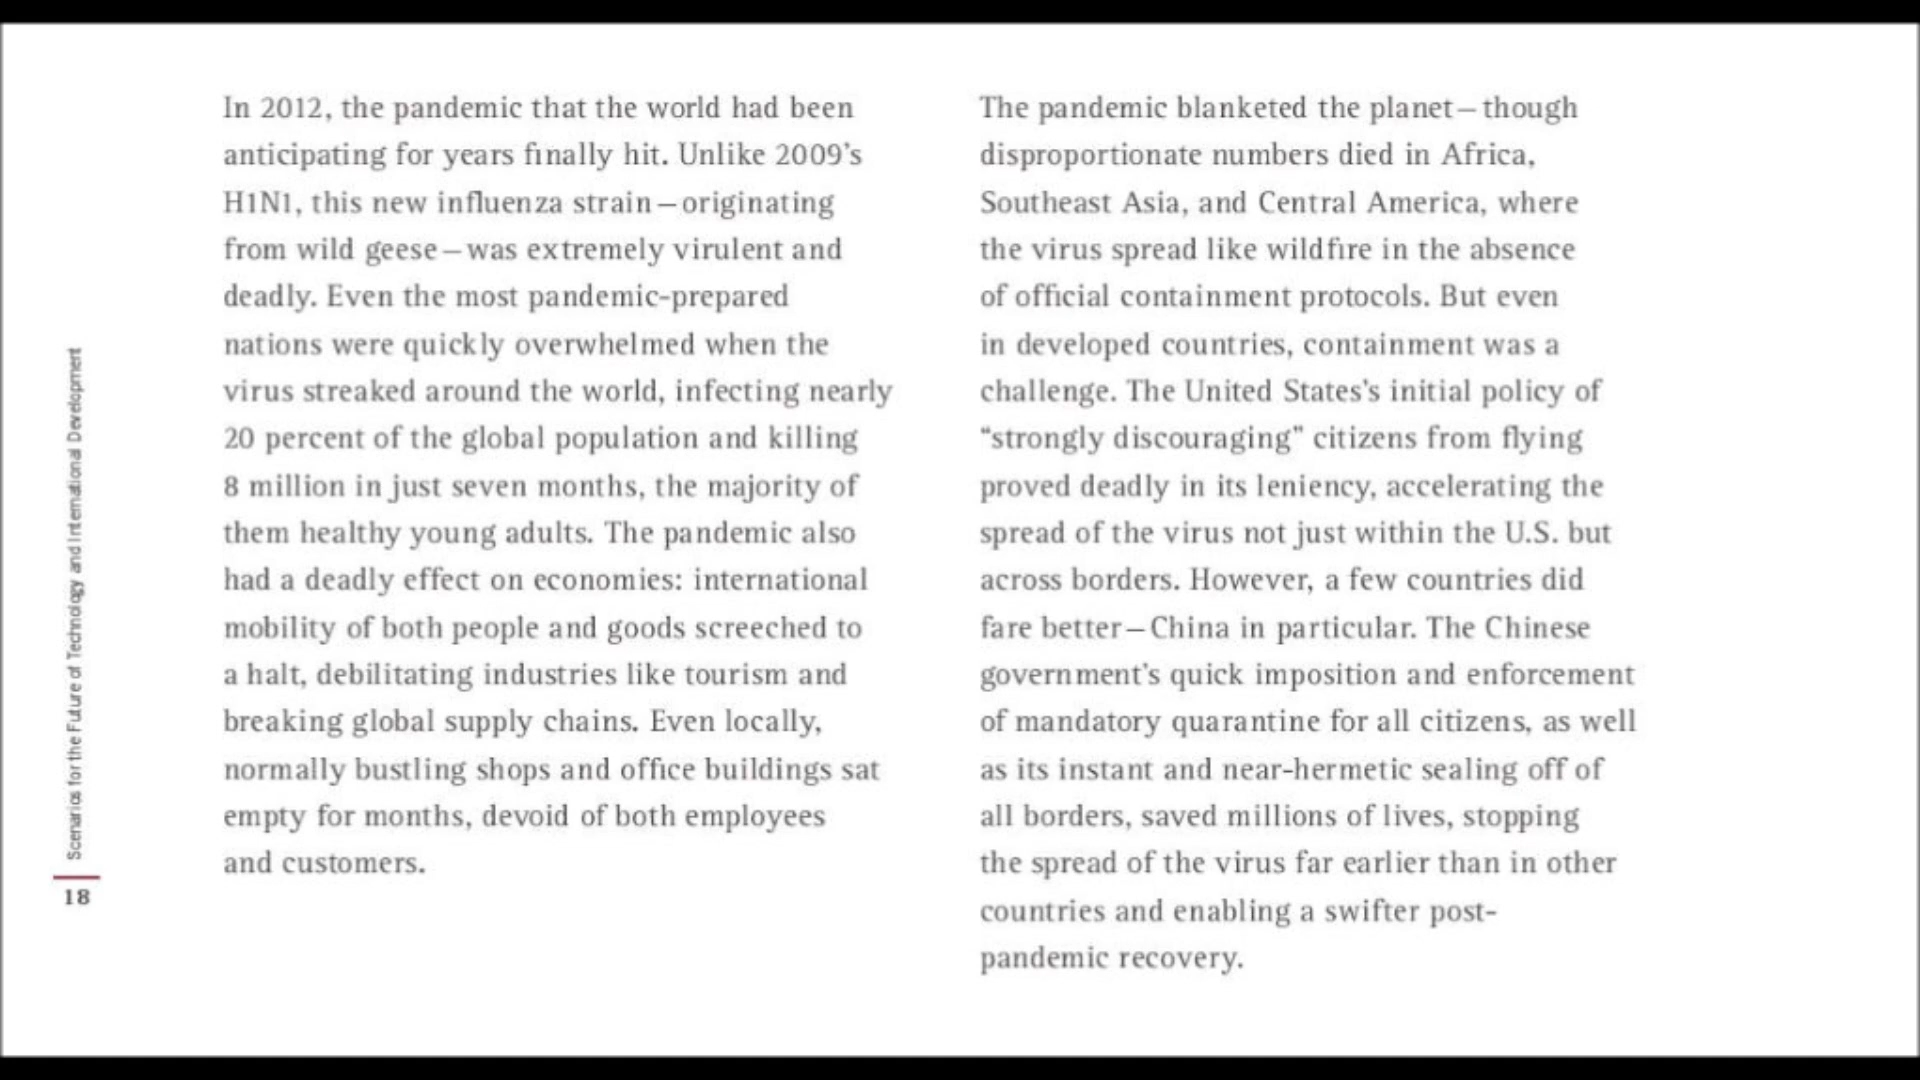 In 2012, the pandemic that the world had been
anticipating for years finally hit. Unlike 2009’s
H1N1, this new influenza strain—originating
from wild geese—was extremely virulent and
deadly. Even the most pandemic-prepared
nations were quickly overwhelmed when the
virus streaked around the world, infecting nearly
20 percent of the global population and killing
8 million in just seven months, the majority of
them healthy young adults. The pandemic also
had a deadly effect on economies: international
mobility of both people and goods screeched to
a halt, debilitating industries like tourism and
breaking global supply chains. Even locally,
normally bustling shops and office buildings sat
empty for months, devoid of both employees
and customers.
The pandemic blanketed the planet—though
disproportionate numbers died in Africa,
Southeast Asia, and Central America, where
the virus spread like wildfire in the absence
of official containment protocols. But even
in developed countries, containment was a
challenge. The United States’s initial policy of
“strongly discouraging” citizens from flying
proved deadly in its leniency, accelerating the
spread of the virus not just within the U.S. but
across borders. However, a few countries did
fare better—China in particular. The Chinese
government’s quick imposition and enforcement
of mandatory quarantine for all citizens, as well
as its instant and near-hermetic sealing off of
all borders, saved millions of lives, stopping
the spread of the virus far earlier than in other
countries and enabling a swifter post-
pandemic recovery.
Scenarios for the Future of Technology and International Development
18